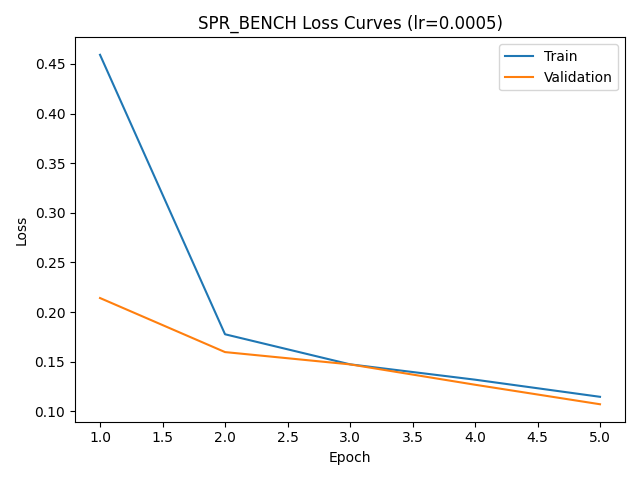 SPR_BENCH Loss Curves (lr=0.0005)
Train
Validation
Loss
0.45
0.40
0.35
0.30
0.25
0.20
0.15
0.10
1.0 1.5 2.0 2.5 3.0 3.5 4.0 4.5 5.0
Epoch